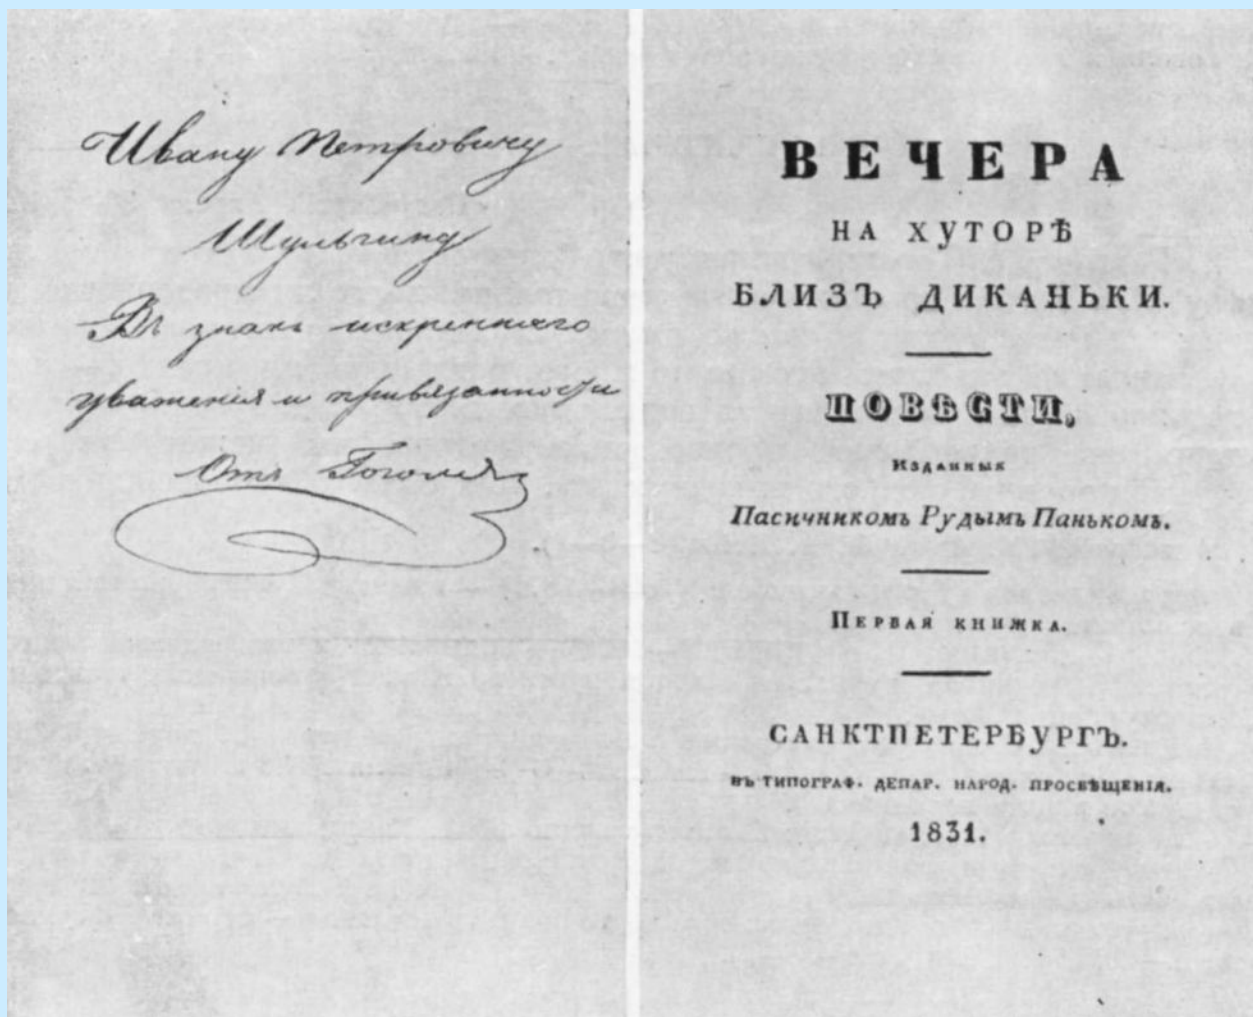 Ивану Петровичу
Шульгину
Въ знакъ искренняго
уваженія и привязанности
Отъ Гоголя
ВЕЧЕРА
НА ХУТОРѢ
БЛИЗЪ ДИКАНЬКИ.
ПОВѢСТИ,
ИЗДАННЫЯ
Пасичникомъ Рудымъ Панькомъ.
ПЕРВАЯ КНИЖКА.
САНКТПЕТЕРБУРГЪ.
ВЪ ТИПОГРАФ. ДЕПАР. НАРОД. ПРОСВѢЩЕНІЯ.
1831.